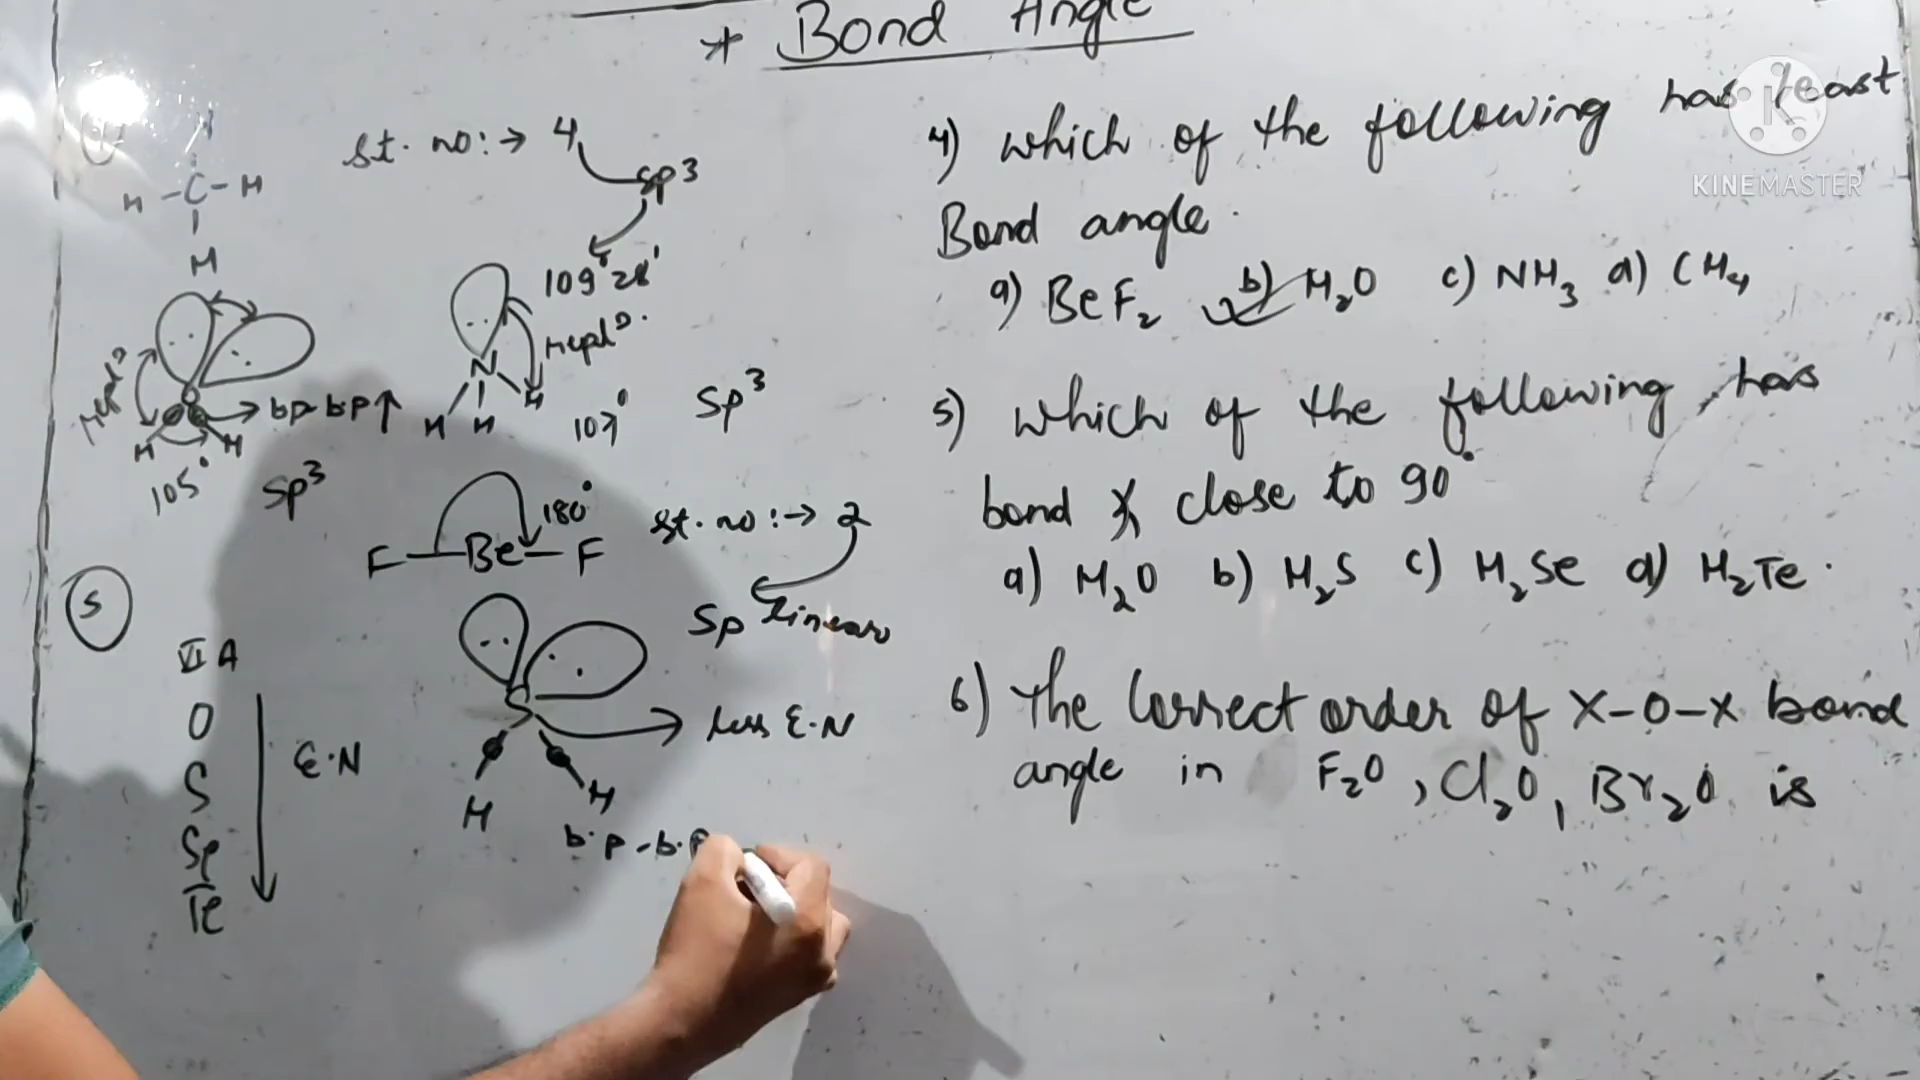 * Bond Angle
4)
H
H - C - H
H
St. no: → 4
sp3
109°28'
Repl^n.
N
H H H
107°
sp3
O
H H
bp-bp↑
105°
sp3
180°
F - Be - F
St. no: → 2
Sp linear
5
VI A
O
S
Se
Te
E.N
S
H H
less E.N
b.p - b.p
4) which of the following has least
Bond angle.
a) BeF2 b) H2O c) NH3 d) CH4
5) which of the following has
bond close to 90°
a) H2O b) H2S c) H2Se d) H2Te.
6) The Correct order of X-O-X bond
angle in F2O, Cl2O, Br2O is
KINEMASTER